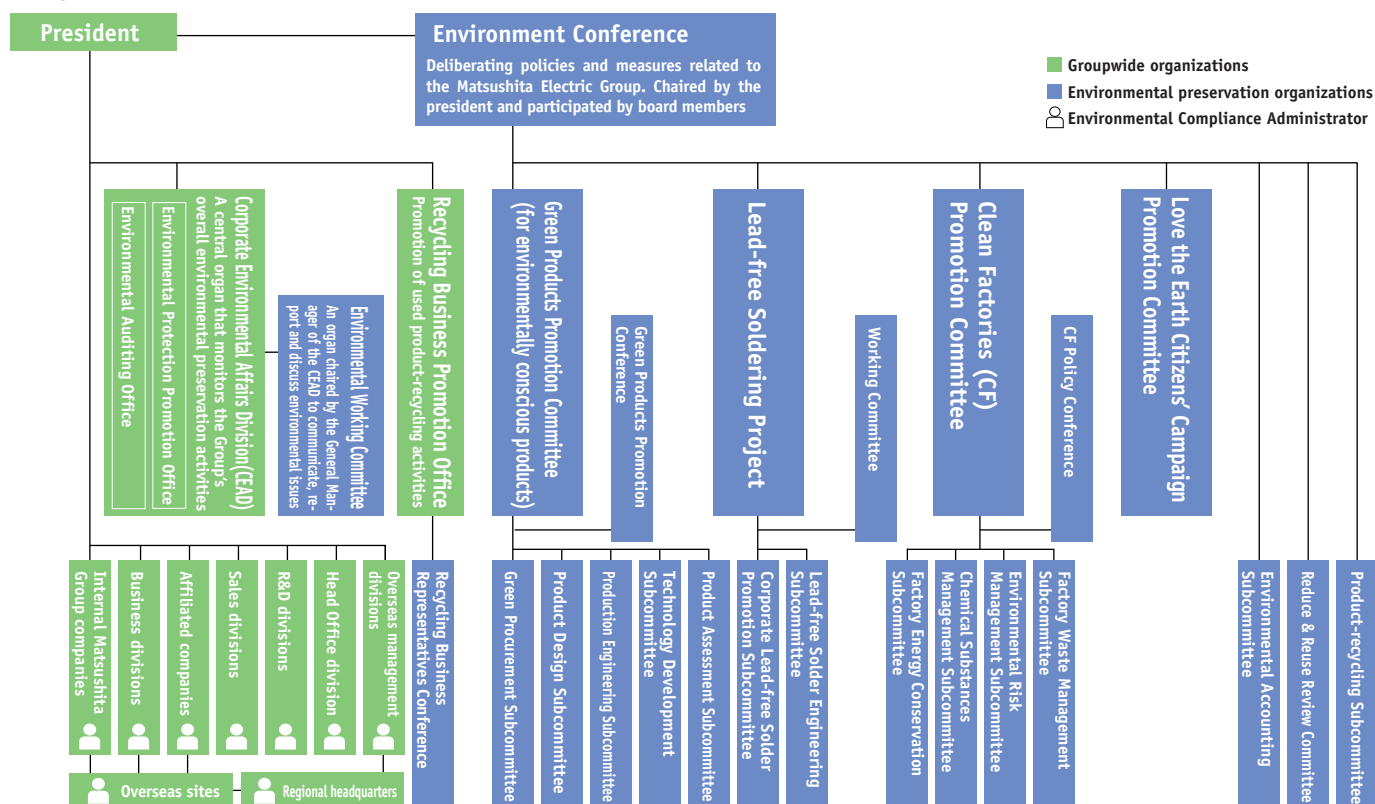 President
Environment Conference
Deliberating policies and measures related to
the Matsushita Electric Group. Chaired by the
president and participated by board members
Groupwide organizations
Environmental preservation organizations
Environmental Compliance Administrator
Corporate Environmental Affairs Division(CEAD)
A central organ that monitors the Group's
overall environmental preservation activities
Environmental Protection Promotion Office
Environmental Auditing Office
Environmental Working Committee
An organ chaired by the General Man-
ager of the CEAD to communicate, re-
port and discuss environmental issues
Recycling Business Promotion Office
Promotion of used product-recycling activities
Green Products Promotion Committee
(for environmentally conscious products)
Green Products Promotion
Conference
Lead-free Soldering Project
Working Committee
Clean Factories (CF)
Promotion Committee
CF Policy Conference
Love the Earth Citizens' Campaign
Promotion Committee
Internal Matsushita
Group companies
Business divisions
Affiliated companies
Sales divisions
R&D divisions
Head Office division
Overseas management
divisions
Recycling Business
Representatives Conference
Green Procurement Subcommittee
Product Design Subcommittee
Production Engineering Subcommittee
Technology Development
Subcommittee
Product Assessment Subcommittee
Corporate Lead-free Solder
Promotion Subcommittee
Lead-free Solder Engineering
Subcommittee
Factory Energy Conservation
Subcommittee
Chemical Substances
Management Subcommittee
Environmental Risk
Management Subcommittee
Factory Waste Management
Subcommittee
Environmental Accounting
Subcommittee
Reduce & Reuse Review Committee
Product-recycling Subcommittee
Overseas sites
Regional headquarters